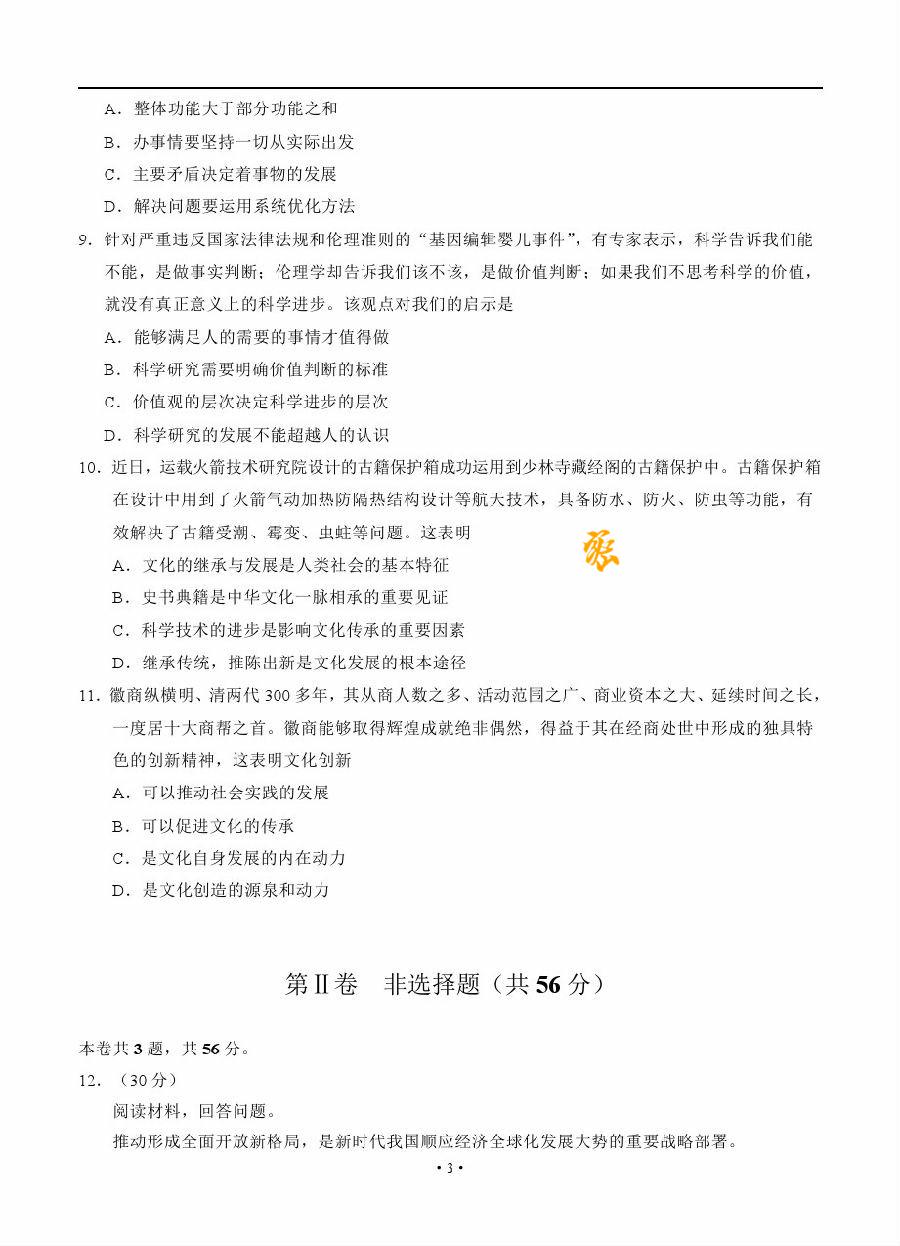 A．整体功能大于部分功能之和
B．办事情要坚持一切从实际出发
C．主要矛盾决定着事物的发展
D．解决问题要运用系统优化方法
9．针对严重违反国家法律法规和伦理准则的“基因编辑婴儿事件”，有专家表示，科学告诉我们能
不能，是做事实判断；伦理学却告诉我们该不该，是做价值判断；如果我们不思考科学的价值，
就没有真正意义上的科学进步。该观点对我们的启示是
A．能够满足人的需要的事情才值得做
B．科学研究需要明确价值判断的标准
C．价值观的层次决定科学进步的层次
D．科学研究的发展不能超越人的认识
10．近日，运载火箭技术研究院设计的古籍保护箱成功运用到少林寺藏经阁的古籍保护中。古籍保护箱
在设计中用到了火箭气动加热防隔热结构设计等航天技术，具备防水、防火、防虫等功能，有
效解决了古籍受潮、霉变、虫蛀等问题。这表明
A．文化的继承与发展是人类社会的基本特征
B．史书典籍是中华文化一脉相承的重要见证
C．科学技术的进步是影响文化传承的重要因素
D．继承传统，推陈出新是文化发展的根本途径
11．徽商纵横明、清两代 300 多年，其从商人数之多、活动范围之广、商业资本之大、延续时间之长，
一度居十大商帮之首。徽商能够取得辉煌成就绝非偶然，得益于其在经商处世中形成的独具特
色的创新精神，这表明文化创新
A．可以推动社会实践的发展
B．可以促进文化的传承
C．是文化自身发展的内在动力
D．是文化创造的源泉和动力
第Ⅱ卷 非选择题（共 56 分）
本卷共 3 题，共 56 分。
12．（30 分）
阅读材料，回答问题。
推动形成全面开放新格局，是新时代我国顺应经济全球化发展大势的重要战略部署。
·3·